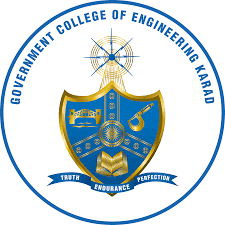 GOVERNMENT COLLEGE OF ENGINEERING KARAD
TRUTH
ENDURANCE
PERFECTION